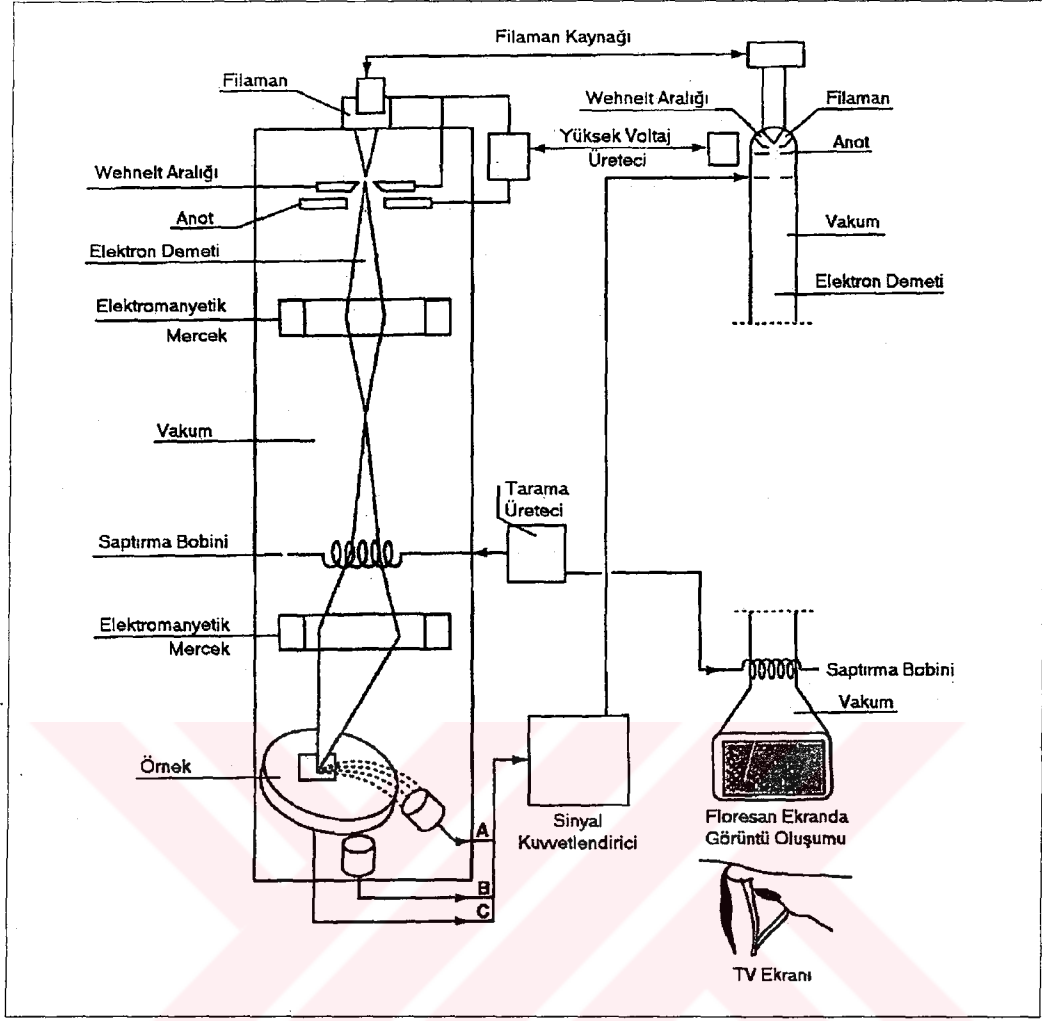 Filaman Kaynağı
Filaman
Wehnelt Aralığı
Filaman
Yüksek Voltaj
Üreteci
Anot
Wehnelt Aralığı
Anot
Vakum
Elektron Demeti
Elektron Demeti
Elektromanyetik
Mercek
Vakum
Tarama
Üreteci
Saptırma Bobini
Elektromanyetik
Mercek
Saptırma Bobini
Vakum
Örnek
Floresan Ekranda
Görüntü Oluşumu
Sinyal
Kuvvetlendirici
A
B
C
TV Ekranı